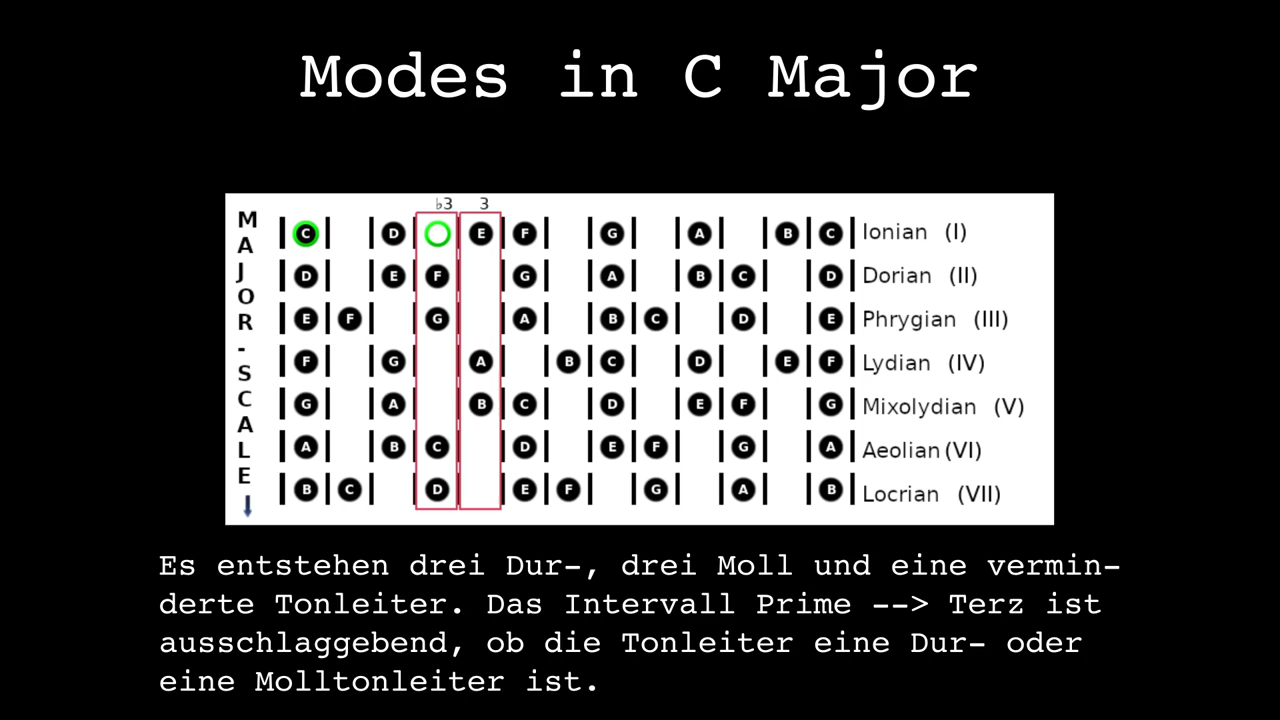 Modes in C Major
♭3 3
MAJOR-SCALE
C D E F G A B C Ionian (I)
D E F G A B C D Dorian (II)
E F G A B C D E Phrygian (III)
F G A B C D E F Lydian (IV)
G A B C D E F G Mixolydian (V)
A B C D E F G A Aeolian (VI)
B C D E F G A B Locrian (VII)
Es entstehen drei Dur-, drei Moll und eine vermin-
derte Tonleiter. Das Intervall Prime --> Terz ist
ausschlaggebend, ob die Tonleiter eine Dur- oder
eine Molltonleiter ist.